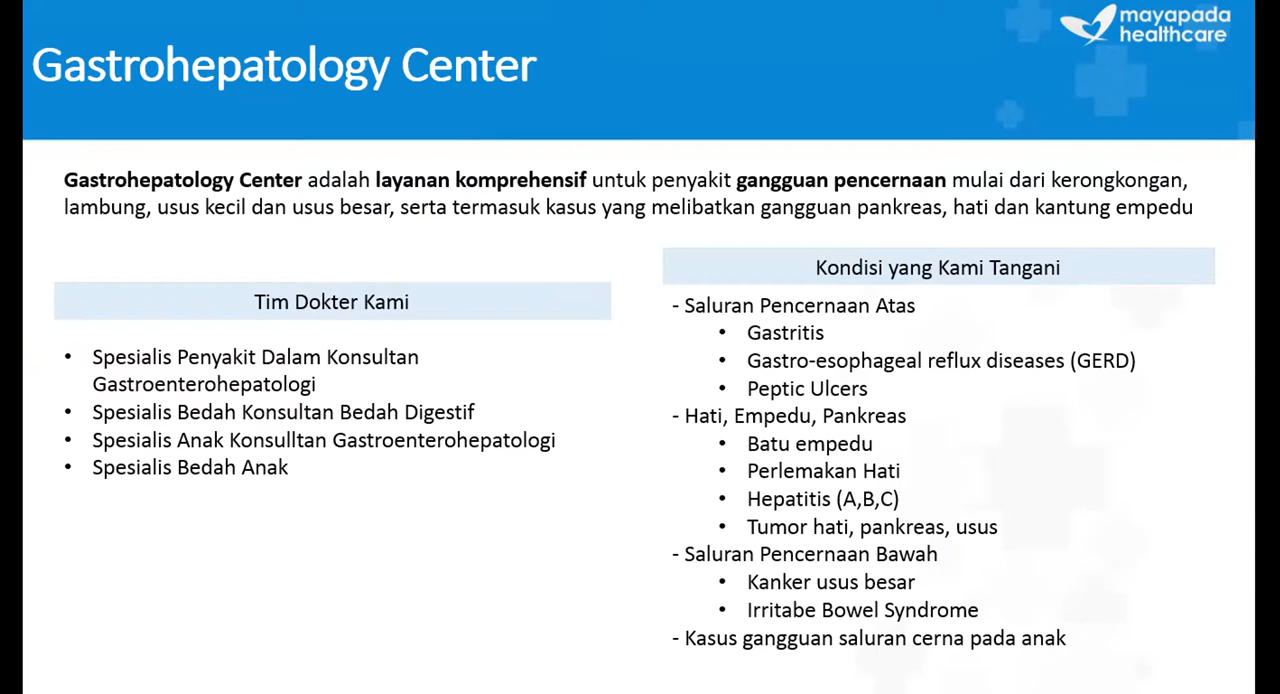 Gastrohepatology Center
mayapada
healthcare
Gastrohepatology Center adalah layanan komprehensif untuk penyakit gangguan pencernaan mulai dari kerongkongan,
lambung, usus kecil dan usus besar, serta termasuk kasus yang melibatkan gangguan pankreas, hati dan kantung empedu
Tim Dokter Kami
• Spesialis Penyakit Dalam Konsultan
Gastroenterohepatologi
• Spesialis Bedah Konsultan Bedah Digestif
• Spesialis Anak Konsulltan Gastroenterohepatologi
• Spesialis Bedah Anak
Kondisi yang Kami Tangani
- Saluran Pencernaan Atas
• Gastritis
• Gastro-esophageal reflux diseases (GERD)
• Peptic Ulcers
- Hati, Empedu, Pankreas
• Batu empedu
• Perlemakan Hati
• Hepatitis (A,B,C)
• Tumor hati, pankreas, usus
- Saluran Pencernaan Bawah
• Kanker usus besar
• Irritabe Bowel Syndrome
- Kasus gangguan saluran cerna pada anak